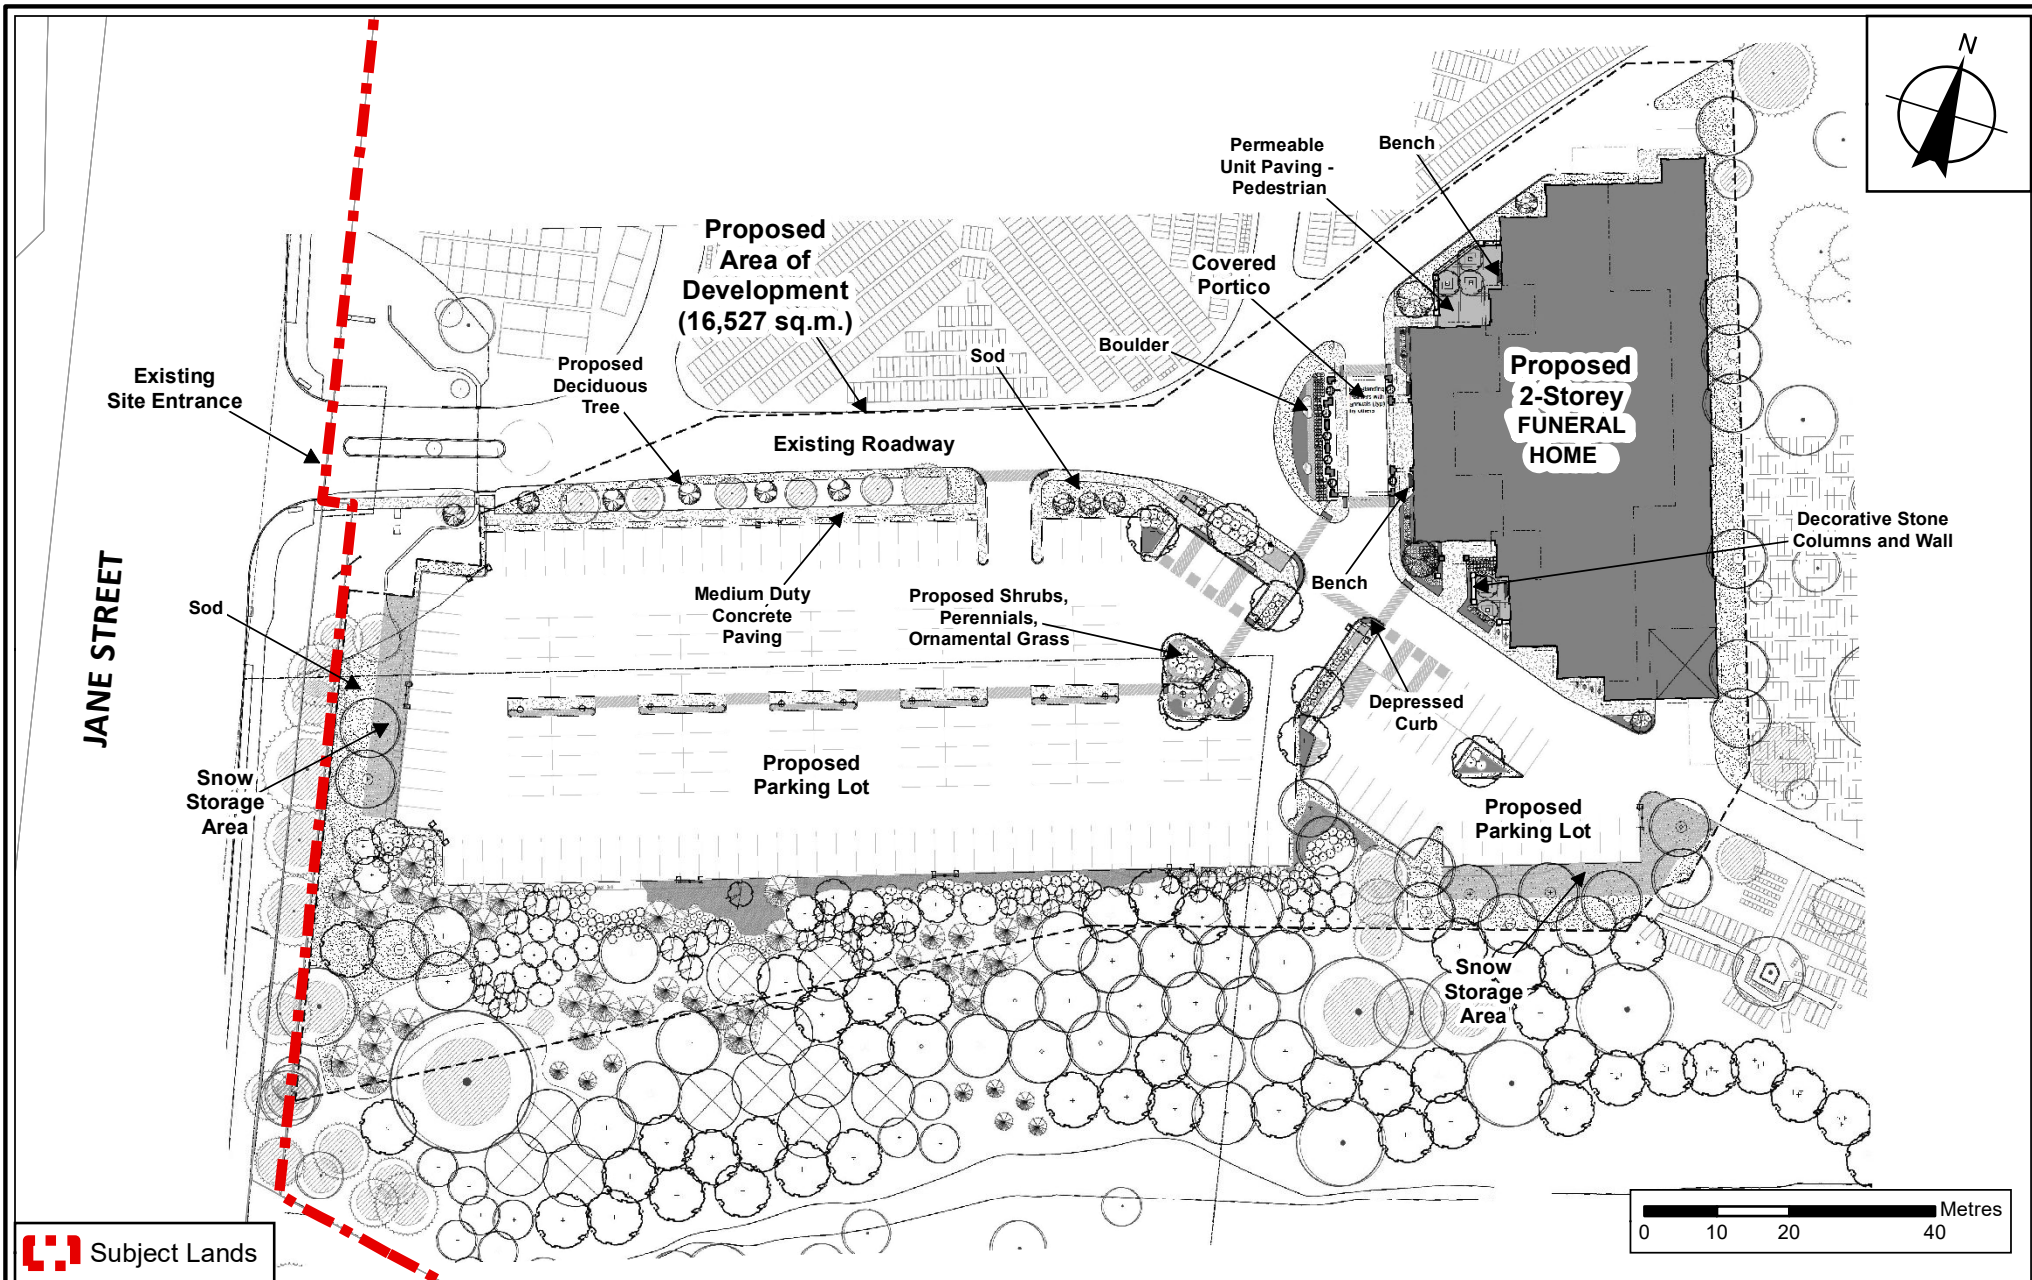 N
Permeable
Unit Paving -
Pedestrian
Bench
Proposed
Area of
Development
(16,527 sq.m.)
Covered
Portico
Boulder
Sod
Proposed
Deciduous
Tree
Existing
Site Entrance
Existing Roadway
Proposed
2-Storey
FUNERAL
HOME
Decorative Stone
Columns and Wall
Bench
JANE STREET
Sod
Medium Duty
Concrete
Paving
Proposed Shrubs,
Perennials,
Ornamental Grass
Depressed
Curb
Snow
Storage
Area
Proposed
Parking Lot
Proposed
Parking Lot
Snow
Storage
Area
Subject Lands
Metres
0 10 20 40